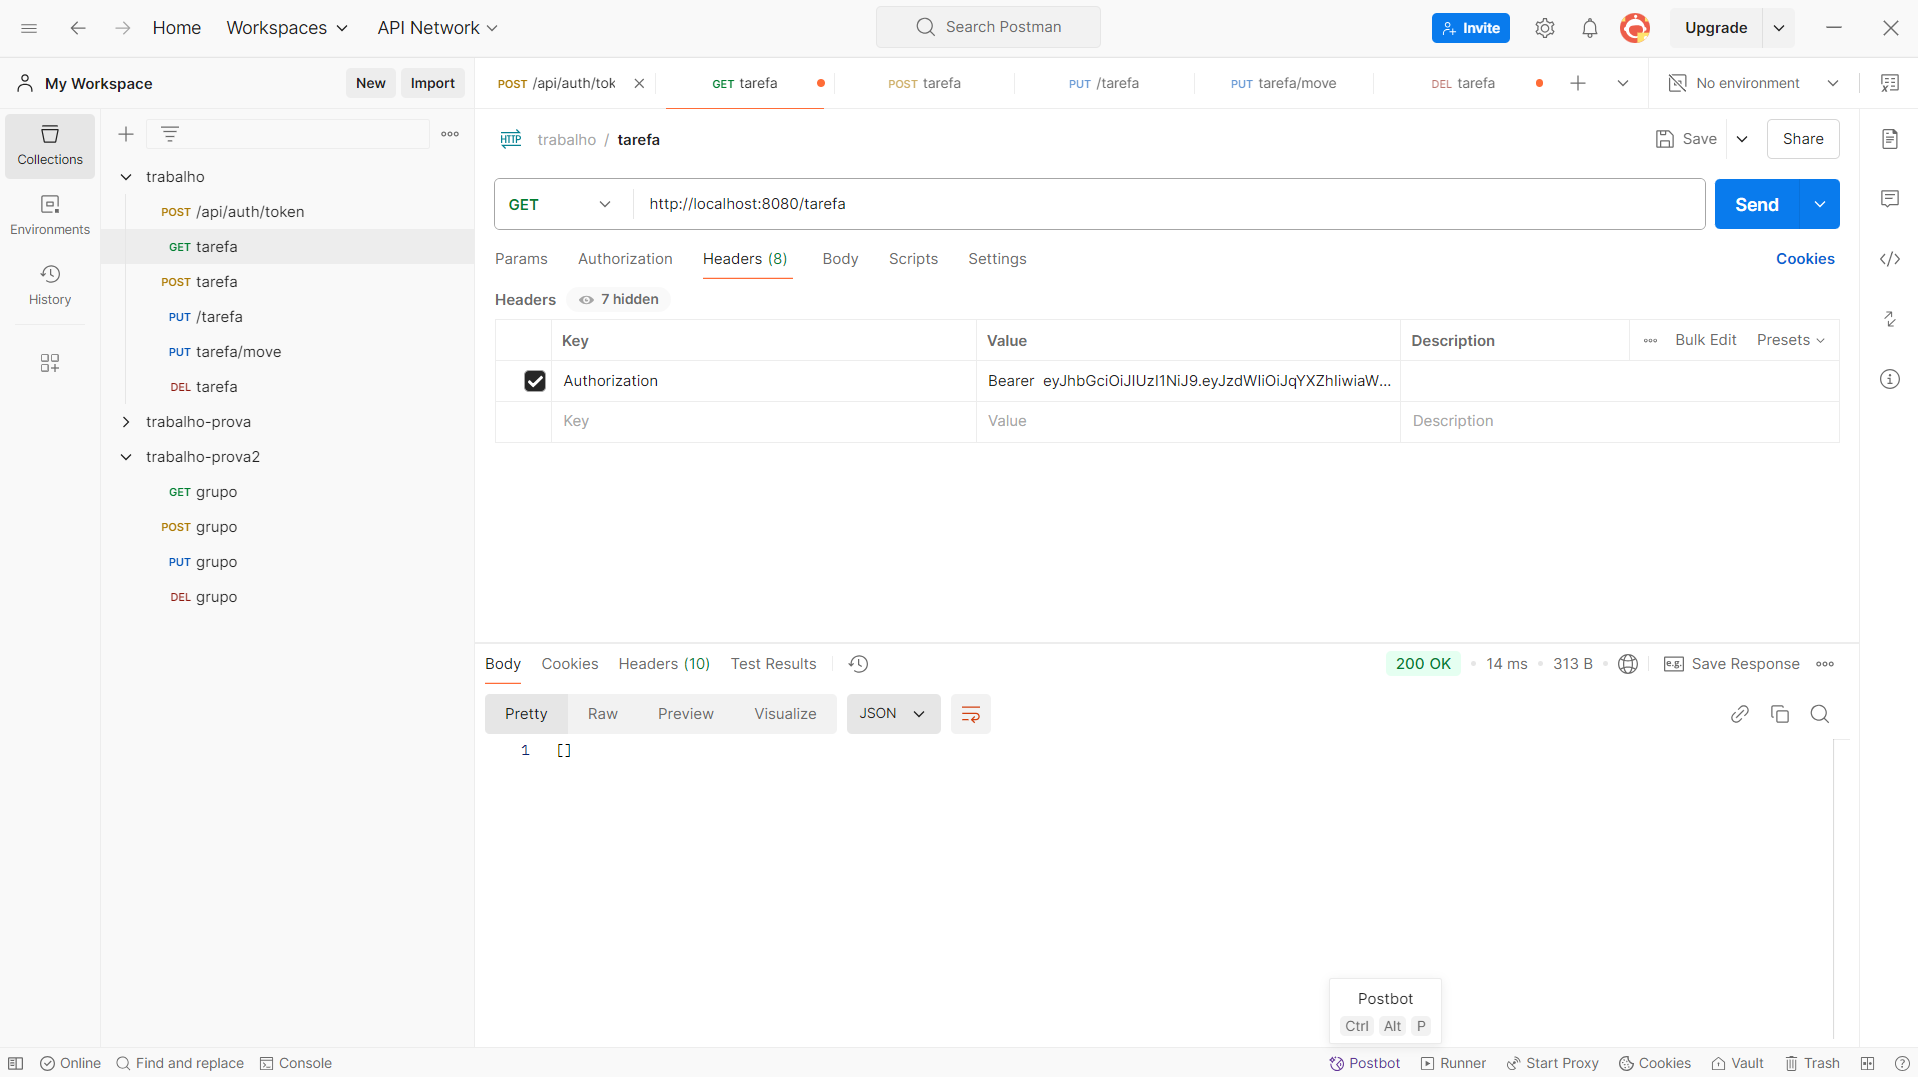 Home Workspaces API Network Search Postman Invite Upgrade
My Workspace New Import POST /api/auth/tok GET tarefa POST tarefa PUT /tarefa PUT tarefa/move DEL tarefa No environment
Collections
Environments
History
trabalho
POST /api/auth/token
GET tarefa
POST tarefa
PUT /tarefa
PUT tarefa/move
DEL tarefa
trabalho-prova
trabalho-prova2
GET grupo
POST grupo
PUT grupo
DEL grupo
HTTP trabalho / tarefa Save Share
GET http://localhost:8080/tarefa Send
Params Authorization Headers (8) Body Scripts Settings Cookies
Headers 7 hidden
Key Value Description Bulk Edit Presets
Authorization Bearer eyJhbGciOiJIUzI1NiJ9.eyJzdWIiOiJqYXZhIiwiaW...
Key Value Description
Body Cookies Headers (10) Test Results 200 OK 14 ms 313 B e.g. Save Response
Pretty Raw Preview Visualize JSON
1 []
Postbot
Ctrl Alt P
Online Find and replace Console Postbot Runner Start Proxy Cookies Vault Trash